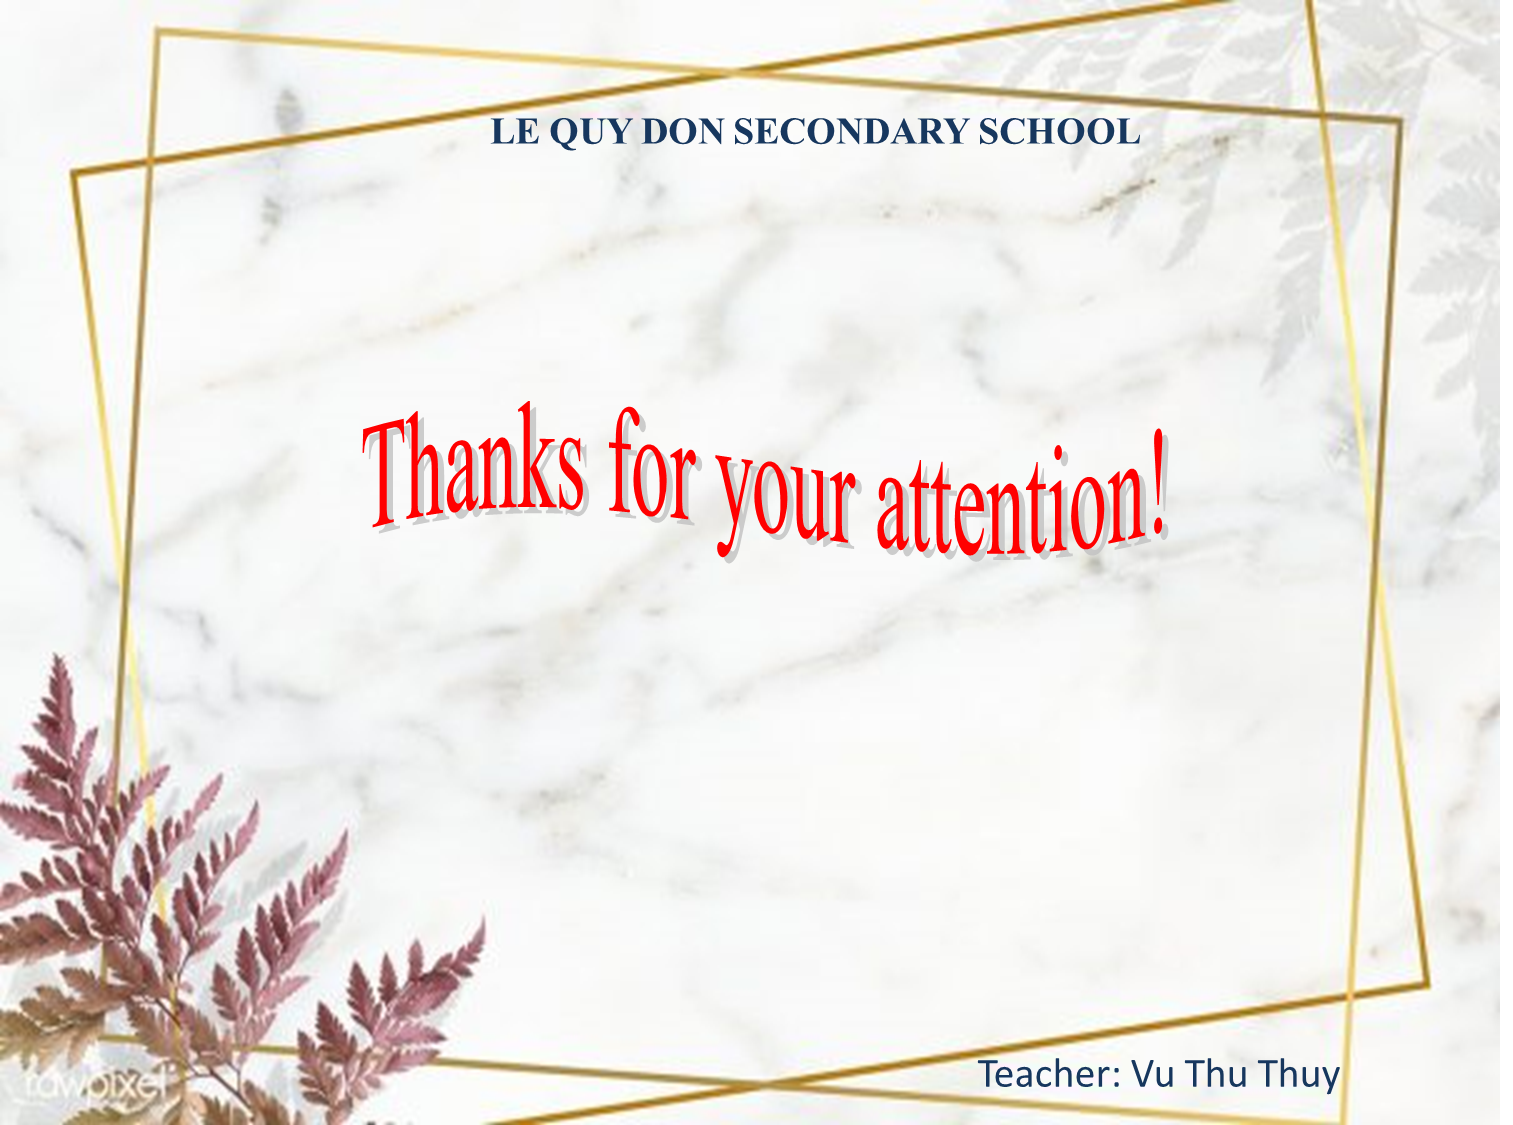 LE QUY DON SECONDARY SCHOOL
Thanks for your attention!
Teacher: Vu Thu Thuy
rawpixel